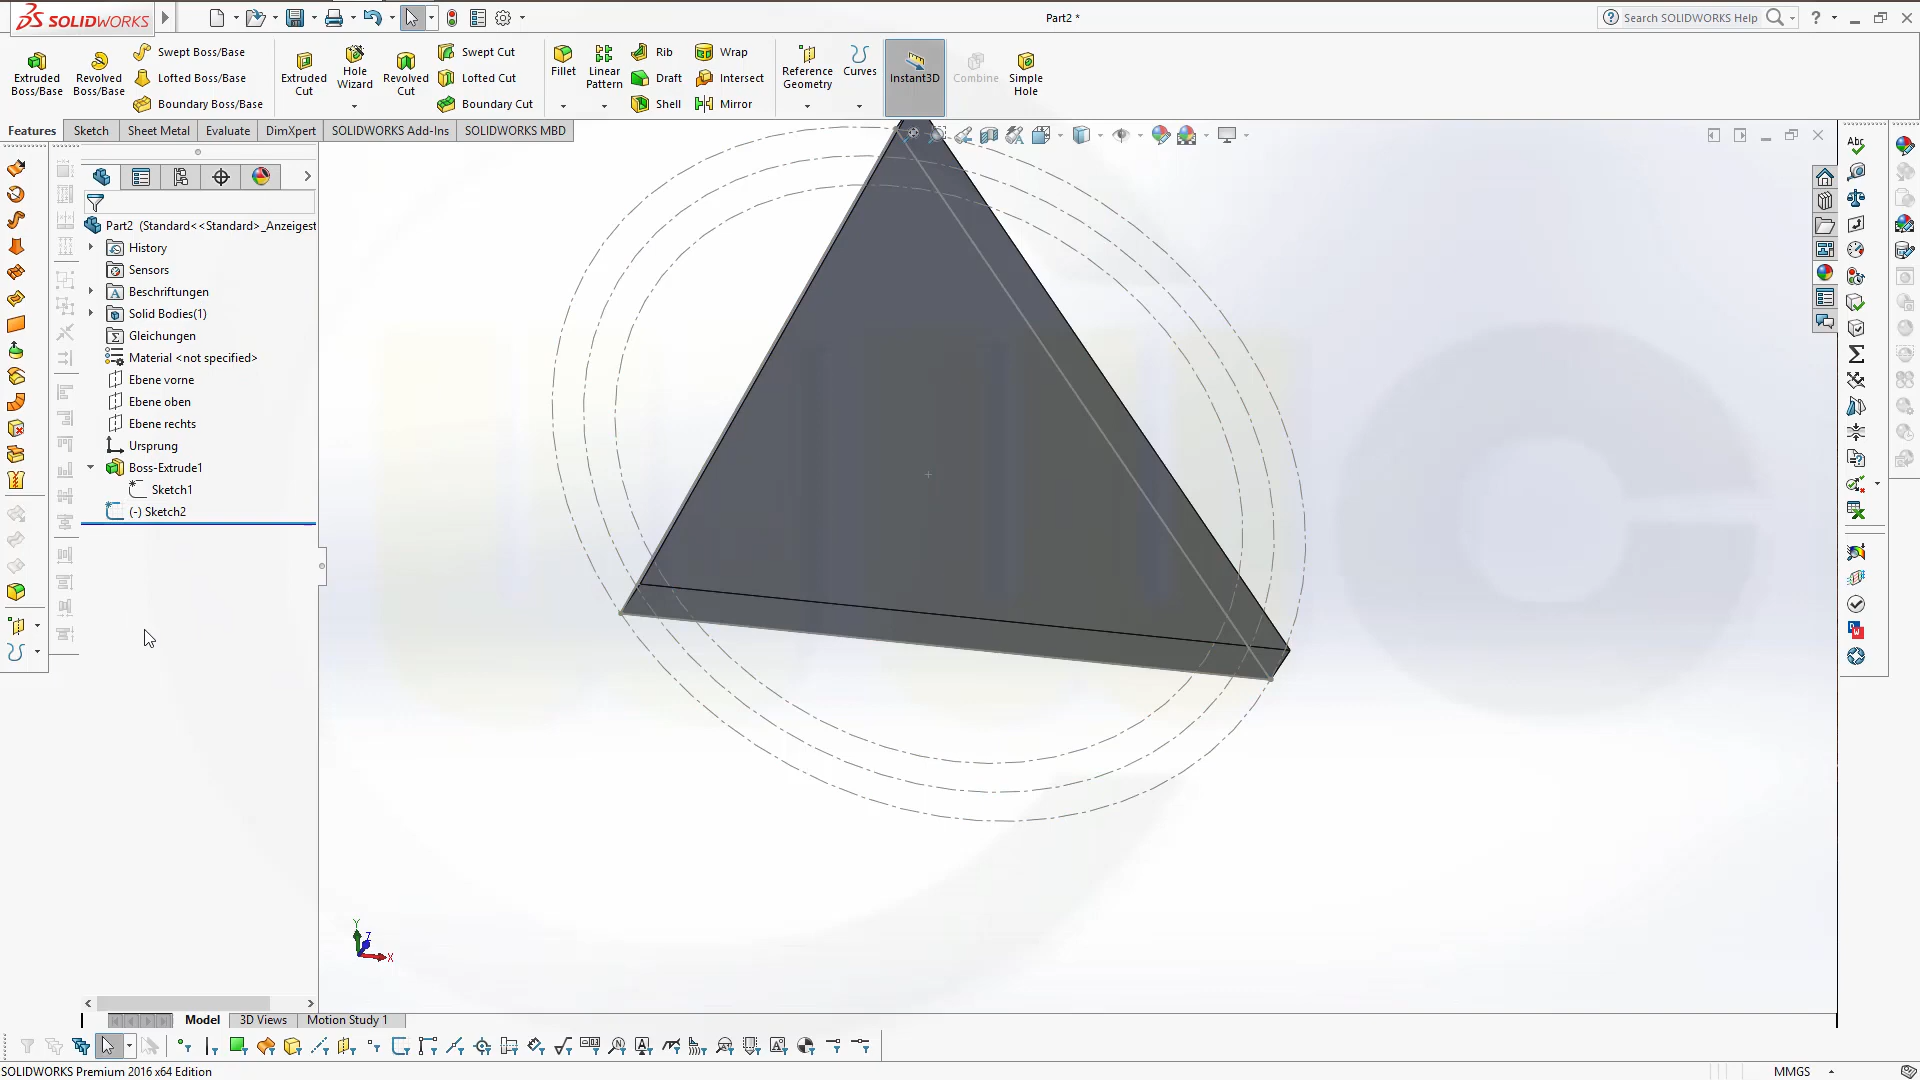 SOLIDWORKS
Part2 *
Search SOLIDWORKS Help
Extruded Boss/Base
Revolved Boss/Base
Swept Boss/Base
Lofted Boss/Base
Boundary Boss/Base
Extruded Cut
Hole Wizard
Revolved Cut
Swept Cut
Lofted Cut
Boundary Cut
Fillet
Linear Pattern
Rib
Draft
Shell
Wrap
Intersect
Mirror
Reference Geometry
Curves
Instant3D
Combine
Simple Hole
Features
Sketch
Sheet Metal
Evaluate
DimXpert
SOLIDWORKS Add-Ins
SOLIDWORKS MBD
Part2 (Standard<<Standard>_Anzeigest
History
Sensors
Beschriftungen
Solid Bodies(1)
Gleichungen
Material <not specified>
Ebene vorne
Ebene oben
Ebene rechts
Ursprung
Boss-Extrude1
Sketch1
(-) Sketch2
Y
Z
X
Model
3D Views
Motion Study 1
SOLIDWORKS Premium 2016 x64 Edition
MMGS